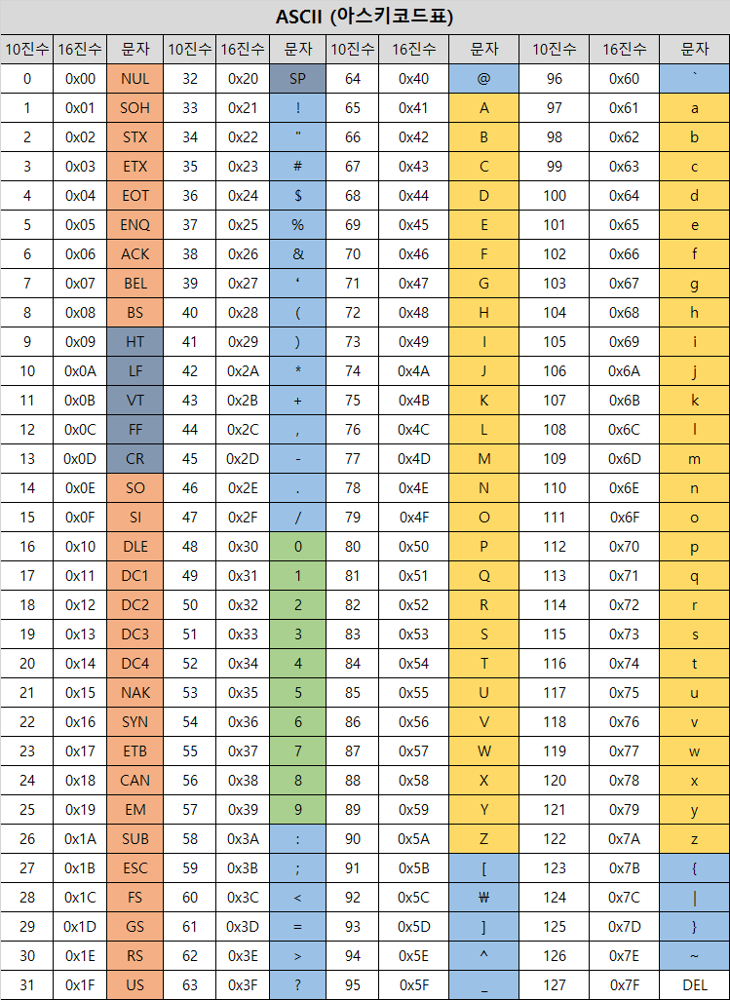 ASCII (아스키코드표)
10진수 16진수 문자 10진수 16진수 문자 10진수 16진수 문자 10진수 16진수 문자
0 0x00 NUL 32 0x20 SP 64 0x40 @ 96 0x60 `
1 0x01 SOH 33 0x21 ! 65 0x41 A 97 0x61 a
2 0x02 STX 34 0x22 " 66 0x42 B 98 0x62 b
3 0x03 ETX 35 0x23 # 67 0x43 C 99 0x63 c
4 0x04 EOT 36 0x24 $ 68 0x44 D 100 0x64 d
5 0x05 ENQ 37 0x25 % 69 0x45 E 101 0x65 e
6 0x06 ACK 38 0x26 & 70 0x46 F 102 0x66 f
7 0x07 BEL 39 0x27 ‘ 71 0x47 G 103 0x67 g
8 0x08 BS 40 0x28 ( 72 0x48 H 104 0x68 h
9 0x09 HT 41 0x29 ) 73 0x49 I 105 0x69 i
10 0x0A LF 42 0x2A * 74 0x4A J 106 0x6A j
11 0x0B VT 43 0x2B + 75 0x4B K 107 0x6B k
12 0x0C FF 44 0x2C , 76 0x4C L 108 0x6C l
13 0x0D CR 45 0x2D - 77 0x4D M 109 0x6D m
14 0x0E SO 46 0x2E . 78 0x4E N 110 0x6E n
15 0x0F SI 47 0x2F / 79 0x4F O 111 0x6F o
16 0x10 DLE 48 0x30 0 80 0x50 P 112 0x70 p
17 0x11 DC1 49 0x31 1 81 0x51 Q 113 0x71 q
18 0x12 DC2 50 0x32 2 82 0x52 R 114 0x72 r
19 0x13 DC3 51 0x33 3 83 0x53 S 115 0x73 s
20 0x14 DC4 52 0x34 4 84 0x54 T 116 0x74 t
21 0x15 NAK 53 0x35 5 85 0x55 U 117 0x75 u
22 0x16 SYN 54 0x36 6 86 0x56 V 118 0x76 v
23 0x17 ETB 55 0x37 7 87 0x57 W 119 0x77 w
24 0x18 CAN 56 0x38 8 88 0x58 X 120 0x78 x
25 0x19 EM 57 0x39 9 89 0x59 Y 121 0x79 y
26 0x1A SUB 58 0x3A : 90 0x5A Z 122 0x7A z
27 0x1B ESC 59 0x3B ; 91 0x5B [ 123 0x7B {
28 0x1C FS 60 0x3C < 92 0x5C ₩ 124 0x7C |
29 0x1D GS 61 0x3D = 93 0x5D ] 125 0x7D }
30 0x1E RS 62 0x3E > 94 0x5E ^ 126 0x7E ~
31 0x1F US 63 0x3F ? 95 0x5F _ 127 0x7F DEL